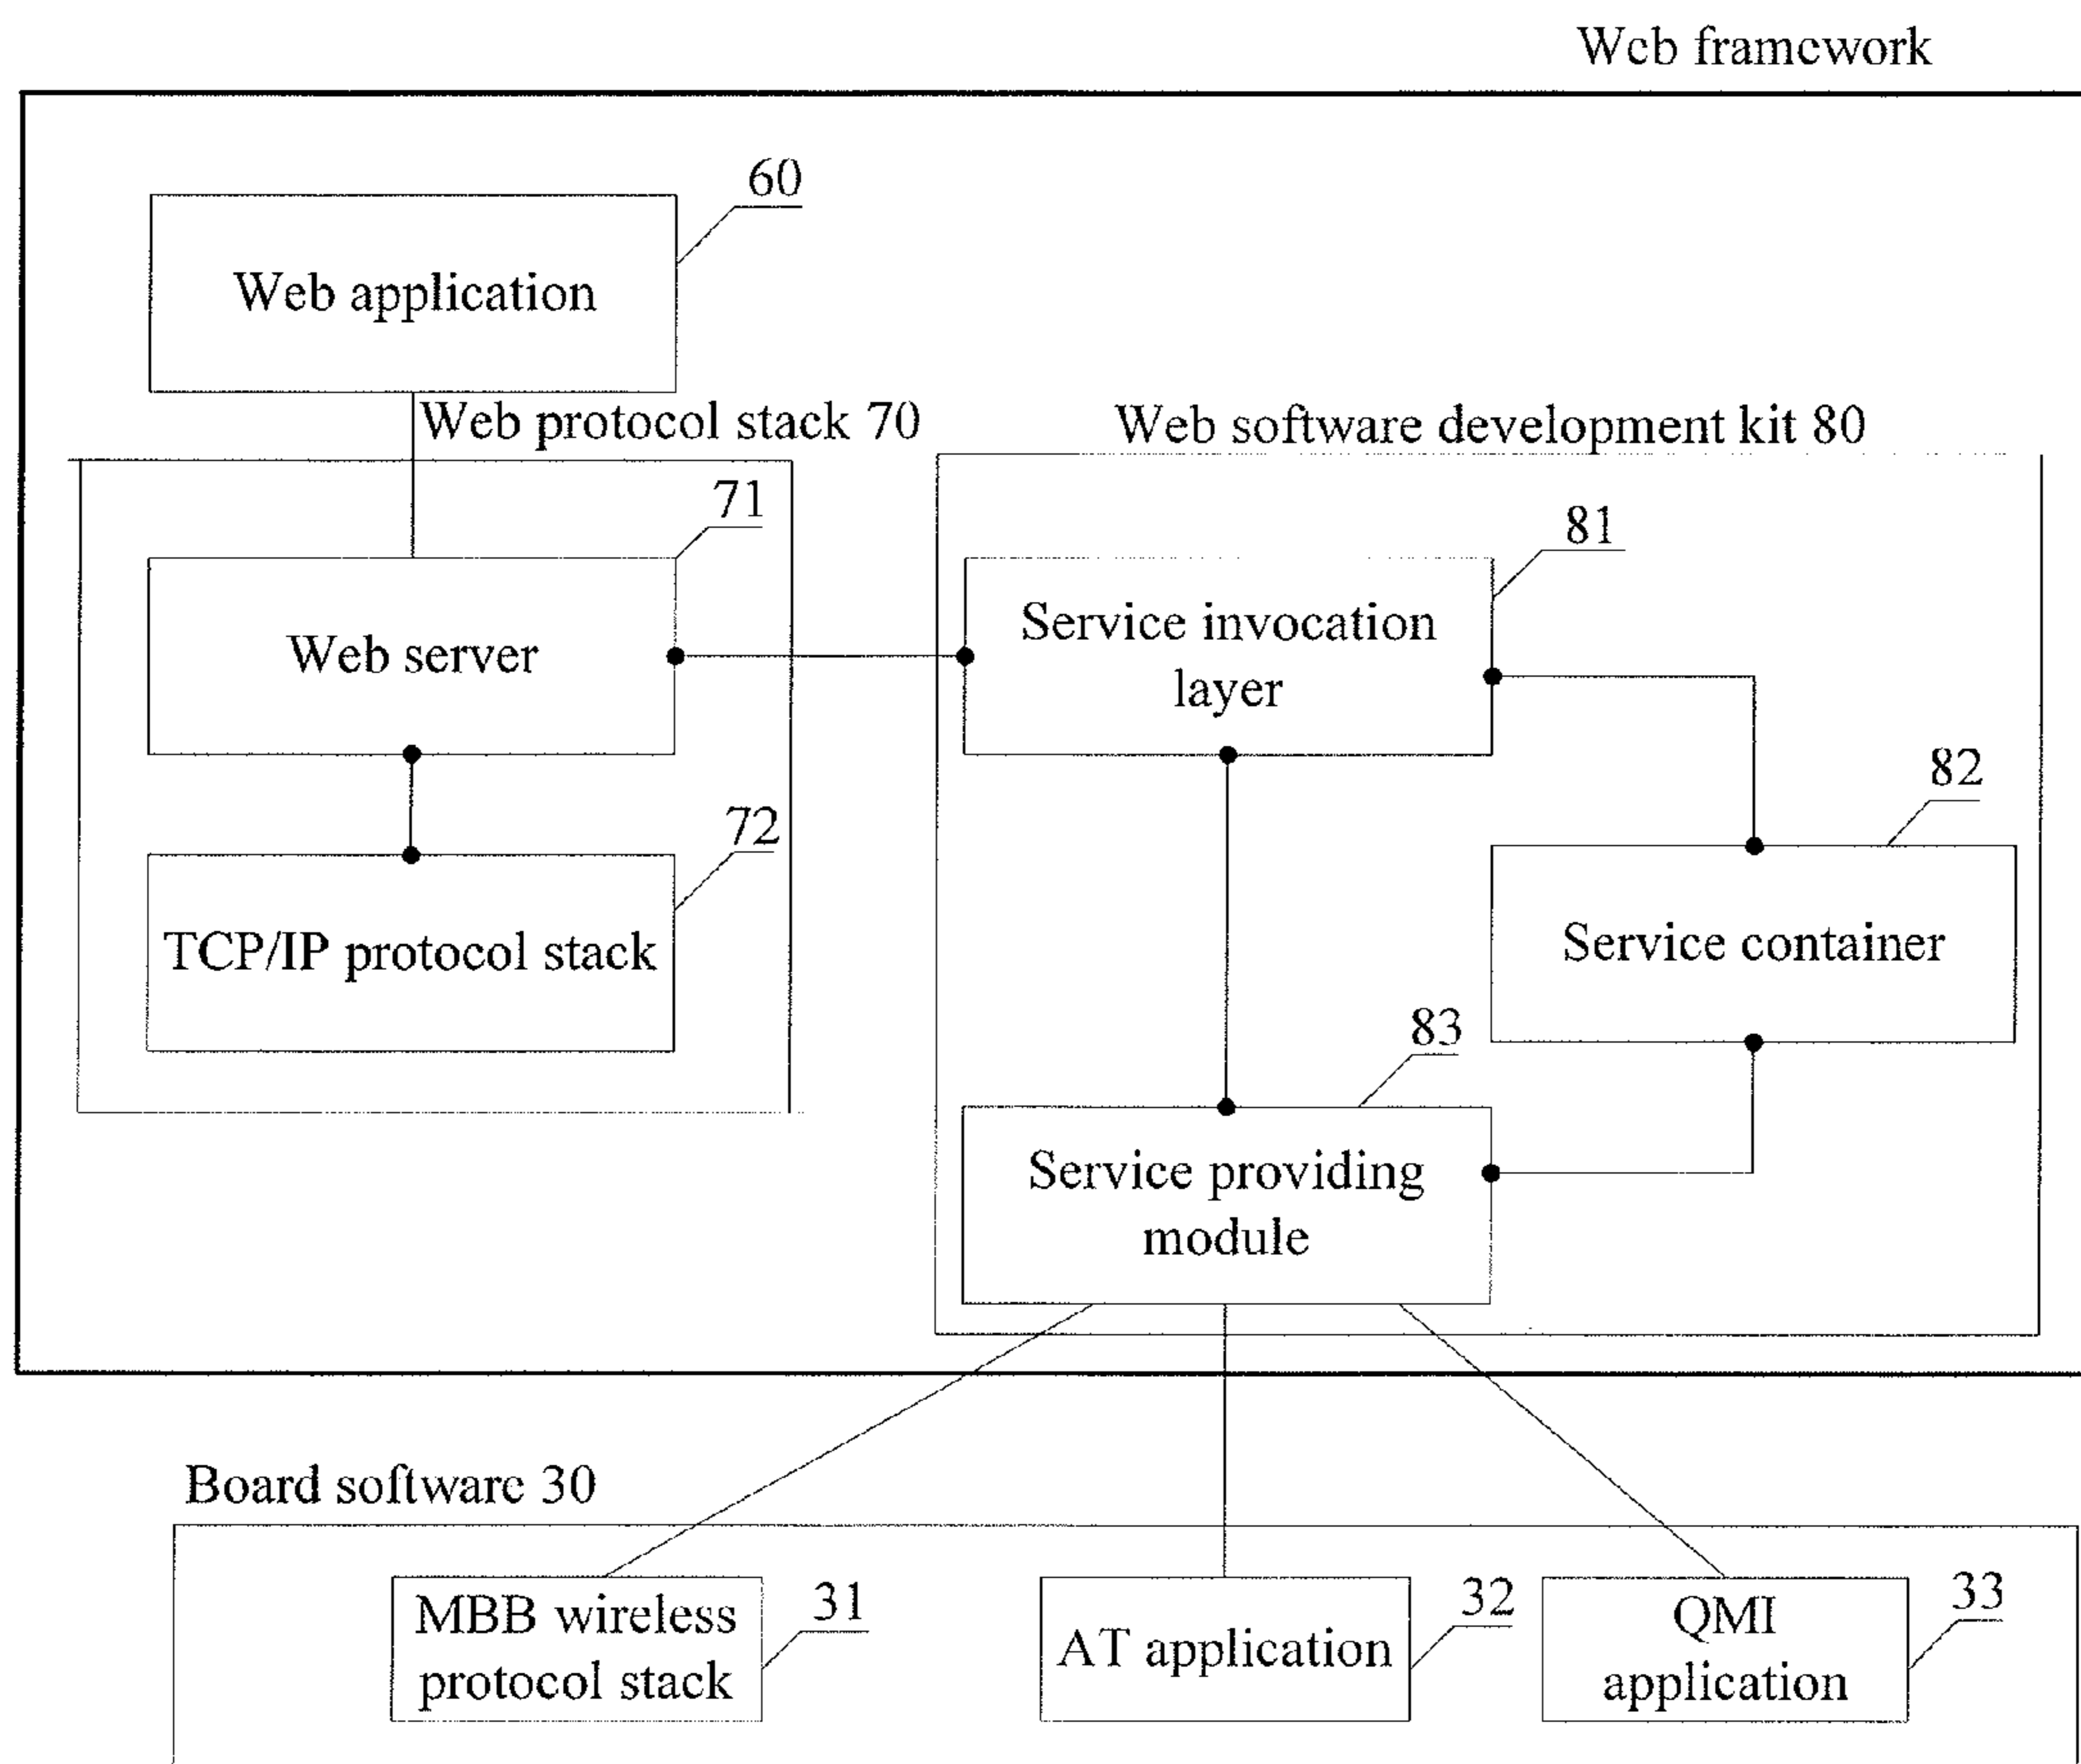 Web framework
60
Web application
Web protocol stack 70
Web software development kit 80
71
81
Web server
Service invocation
layer
82
72
TCP/IP protocol stack
Service container
83
Service providing
module
Board software 30
MBB wireless
protocol stack
31
AT application
32
QMI
application
33